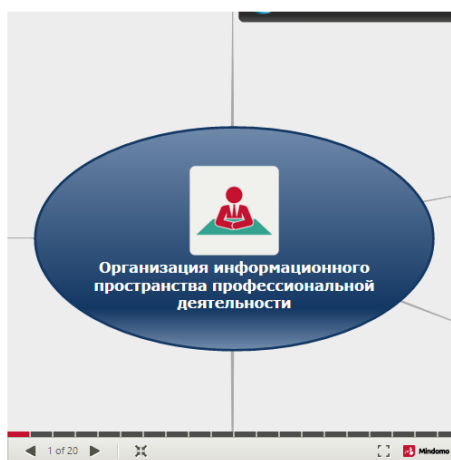 Организация информационного
пространства профессиональной
деятельности
1 of 20
Mindomo